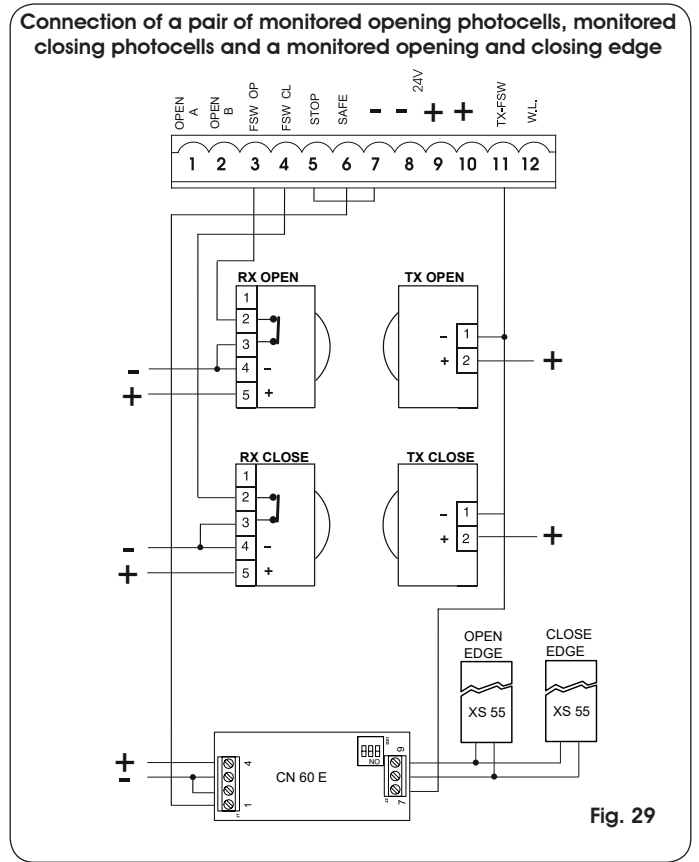 Connection of a pair of monitored opening photocells, monitored
closing photocells and a monitored opening and closing edge
OPEN A
OPEN B
FSW OP
FSW CL
STOP
SAFE
- - + +
24V
TX-FSW
W.L.
1 2 3 4 5 6 7 8 9 10 11 12
RX OPEN
1
2
3
4 -
5 +
-
+
TX OPEN
- 1
+ 2
+
RX CLOSE
1
2
3
4 -
5 +
-
+
TX CLOSE
- 1
+ 2
+
OPEN
EDGE
XS 55
CLOSE
EDGE
XS 55
+
-
4
1
CN 60 E
ON
9
7
Fig. 29